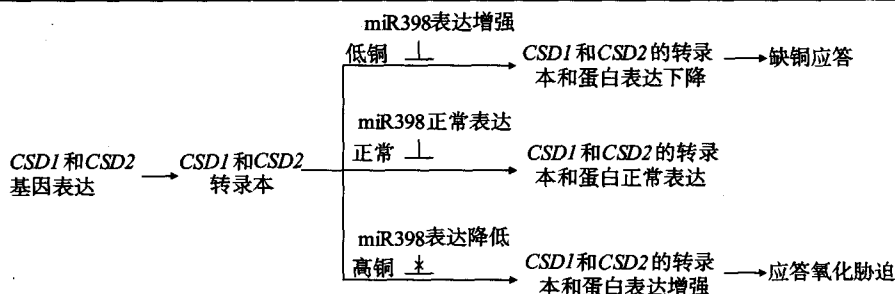 miR398表达增强
低铜
CSD1和CSD2的转录
本和蛋白表达下降
缺铜应答
miR398正常表达
正常
CSD1和CSD2
基因表达
CSD1和CSD2
转录本
CSD1和CSD2的转录
本和蛋白正常表达
miR398表达降低
高铜
CSD1和CSD2的转录
本和蛋白表达增强
应答氧化胁迫